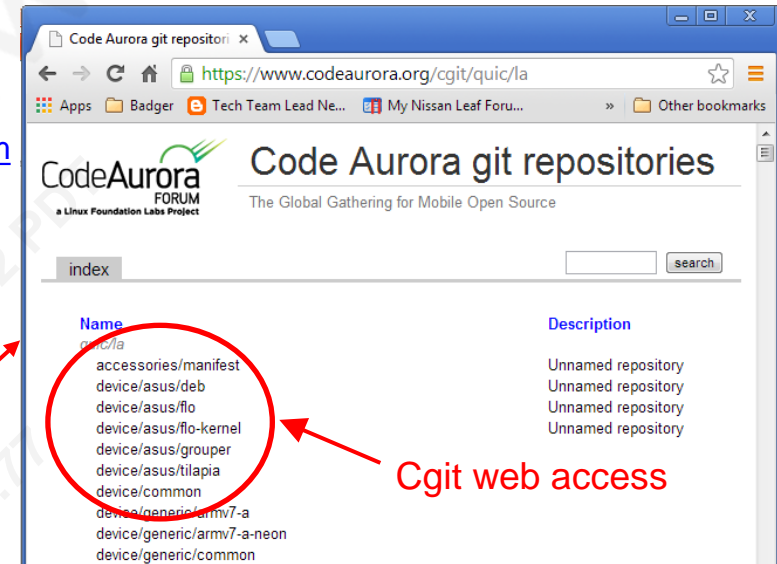 Code Aurora git repositori
https://www.codeaurora.org/cgit/quic/la
Apps Badger Tech Team Lead Ne... My Nissan Leaf Foru... » Other bookmarks
CodeAurora
FORUM
a Linux Foundation Labs Project
Code Aurora git repositories
The Global Gathering for Mobile Open Source
index
search
Name Description
quic/la
accessories/manifest Unnamed repository
device/asus/deb Unnamed repository
device/asus/flo Unnamed repository
device/asus/flo-kernel Unnamed repository
device/asus/grouper
device/asus/tilapia
device/common
device/generic/armv7-a
device/generic/armv7-a-neon
device/generic/common
Cgit web access